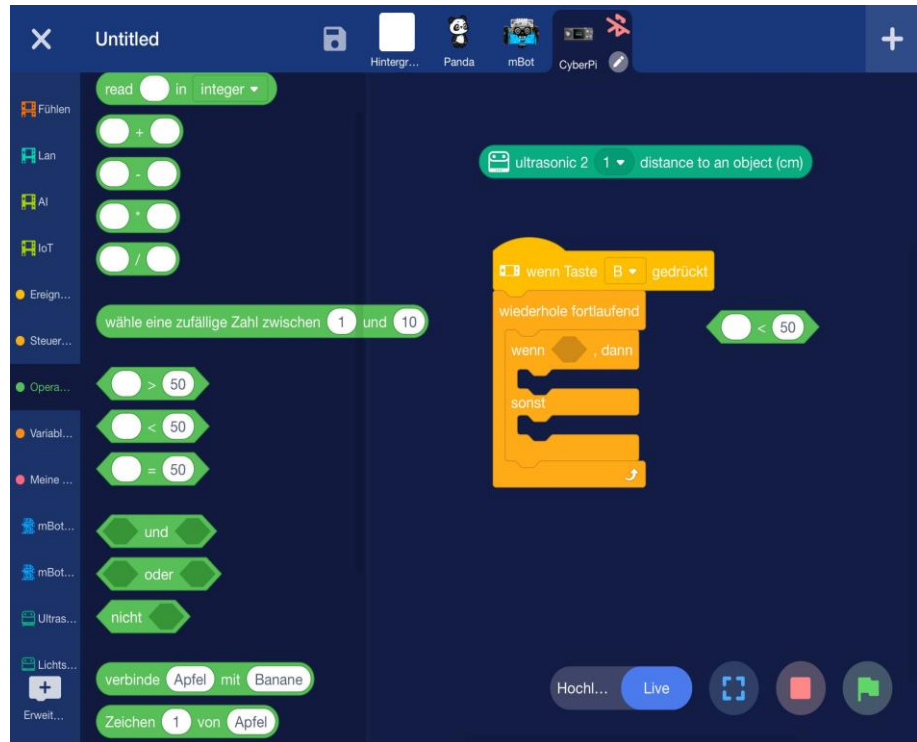 Untitled
Hintergr...
Panda
mBot
CyberPi
Fühlen
Lan
AI
IoT
Ereign...
Steuer...
Opera...
Variabl...
Meine ...
mBot...
mBot...
Ultras...
Lichts...
Erweit...
read in integer
+
-
*
/
wähle eine zufällige Zahl zwischen 1 und 10
> 50
< 50
= 50
und
oder
nicht
verbinde Apfel mit Banane
Zeichen 1 von Apfel
ultrasonic 2 1 distance to an object (cm)
wenn Taste B gedrückt
wiederhole fortlaufend
wenn , dann
sonst
< 50
Hochl...
Live